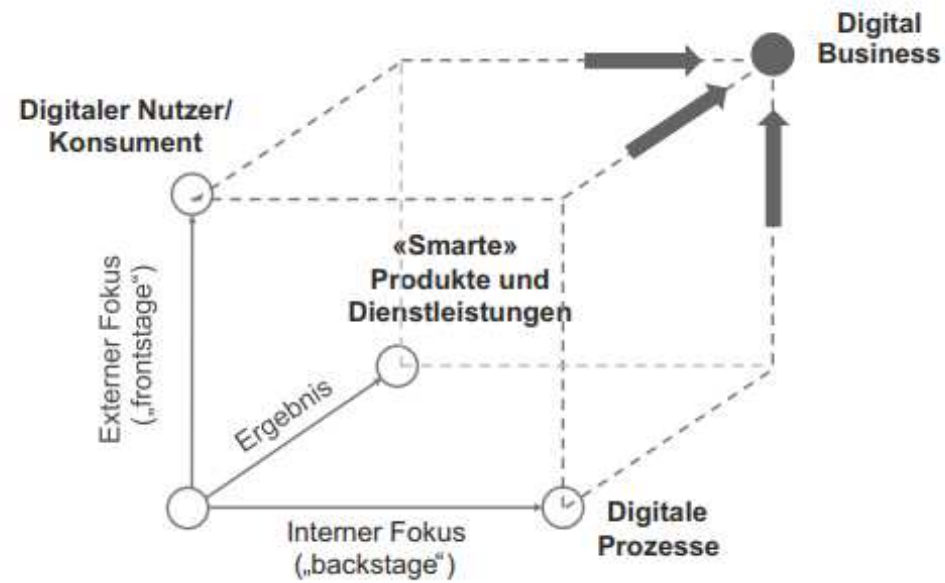 Digital
Business
Digitaler Nutzer/
Konsument
«Smarte»
Produkte und
Dienstleistungen
Externer Fokus
(„frontstage“)
Ergebnis
Interner Fokus
(„backstage“)
Digitale
Prozesse